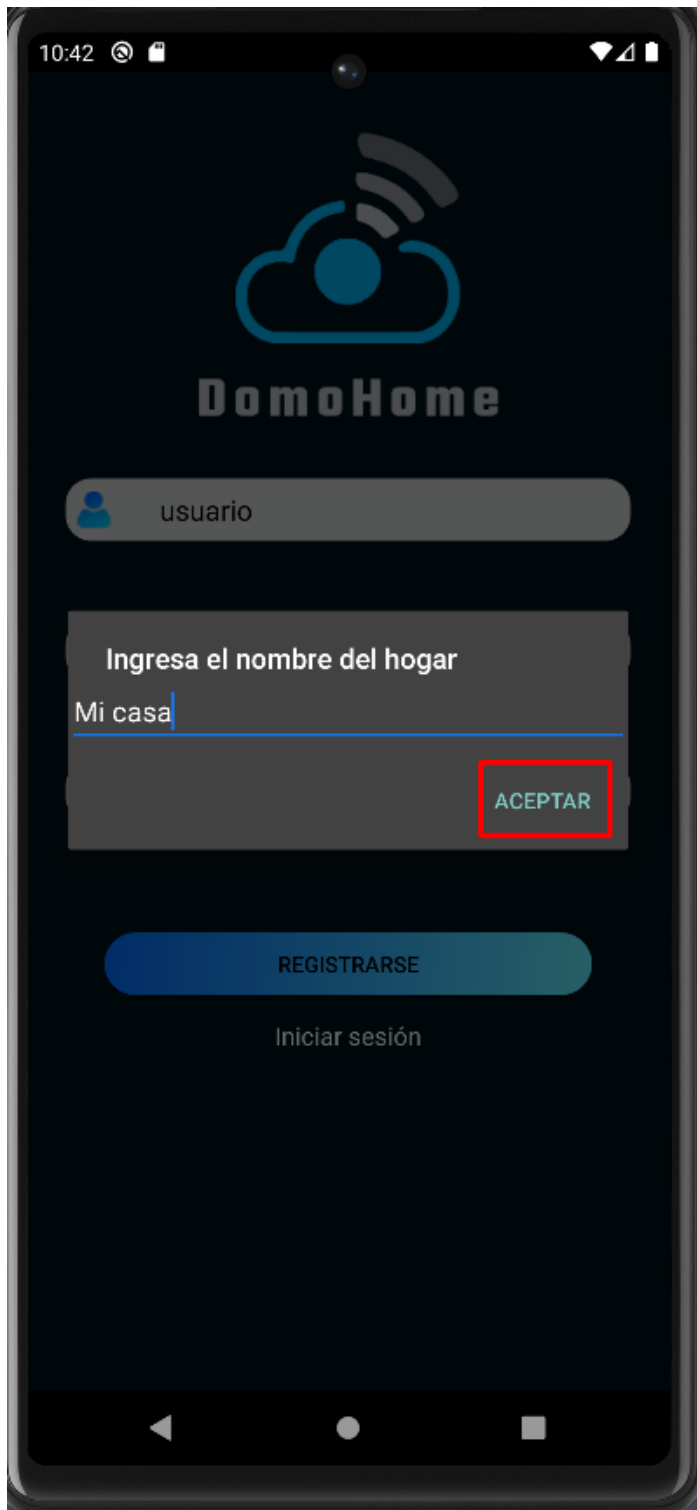 10:42
DomoHome
usuario
Ingresa el nombre del hogar
Mi casa
ACEPTAR
REGISTRARSE
Iniciar sesión